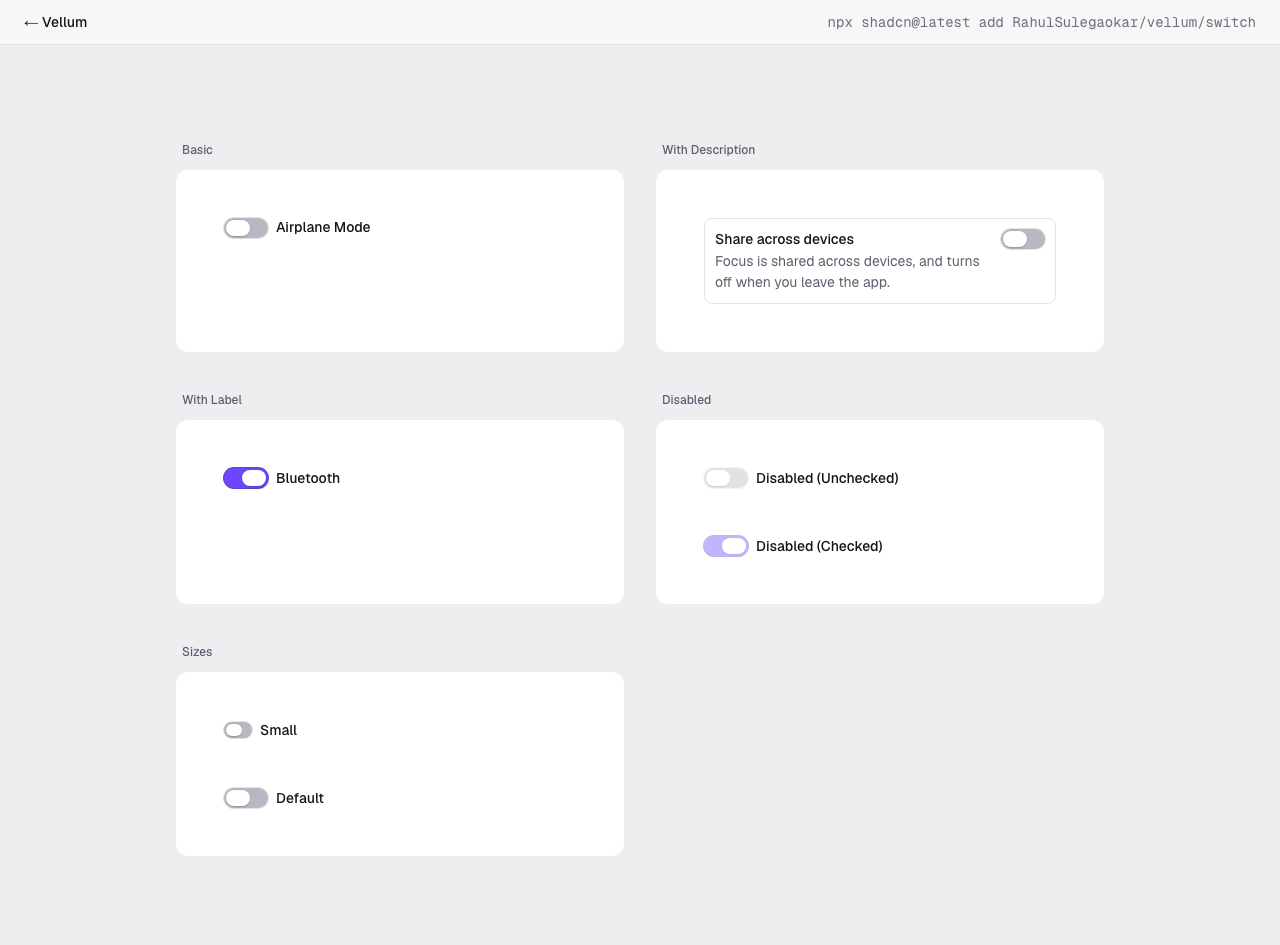 ← Vellum
npx shadcn@latest add RahulSulegaokar/vellum/switch
Basic
Airplane Mode
With Description
Share across devices
Focus is shared across devices, and turns
off when you leave the app.
With Label
Bluetooth
Disabled
Disabled (Unchecked)
Disabled (Checked)
Sizes
Small
Default